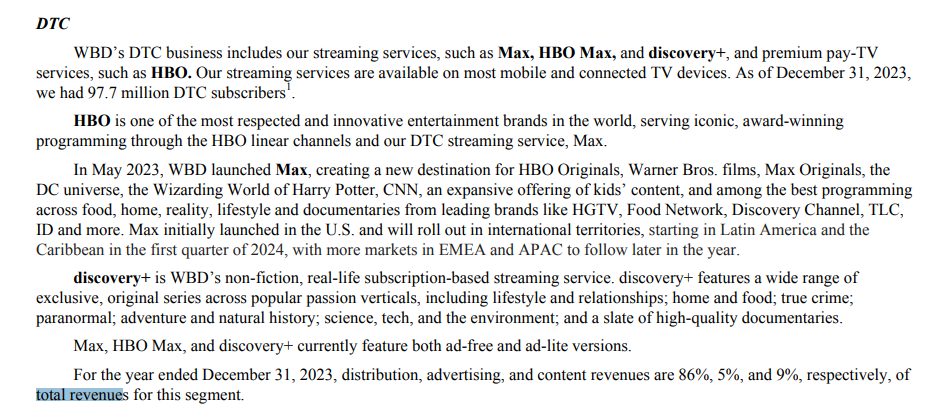 DTC
WBD’s DTC business includes our streaming services, such as Max, HBO Max, and discovery+, and premium pay-TV
services, such as HBO. Our streaming services are available on most mobile and connected TV devices. As of December 31, 2023,
we had 97.7 million DTC subscribers1.
HBO is one of the most respected and innovative entertainment brands in the world, serving iconic, award-winning
programming through the HBO linear channels and our DTC streaming service, Max.
In May 2023, WBD launched Max, creating a new destination for HBO Originals, Warner Bros. films, Max Originals, the
DC universe, the Wizarding World of Harry Potter, CNN, an expansive offering of kids’ content, and among the best programming
across food, home, reality, lifestyle and documentaries from leading brands like HGTV, Food Network, Discovery Channel, TLC,
ID and more. Max initially launched in the U.S. and will roll out in international territories, starting in Latin America and the
Caribbean in the first quarter of 2024, with more markets in EMEA and APAC to follow later in the year.
discovery+ is WBD’s non-fiction, real-life subscription-based streaming service. discovery+ features a wide range of
exclusive, original series across popular passion verticals, including lifestyle and relationships; home and food; true crime;
paranormal; adventure and natural history; science, tech, and the environment; and a slate of high-quality documentaries.
Max, HBO Max, and discovery+ currently feature both ad-free and ad-lite versions.
For the year ended December 31, 2023, distribution, advertising, and content revenues are 86%, 5%, and 9%, respectively, of
total revenues for this segment.